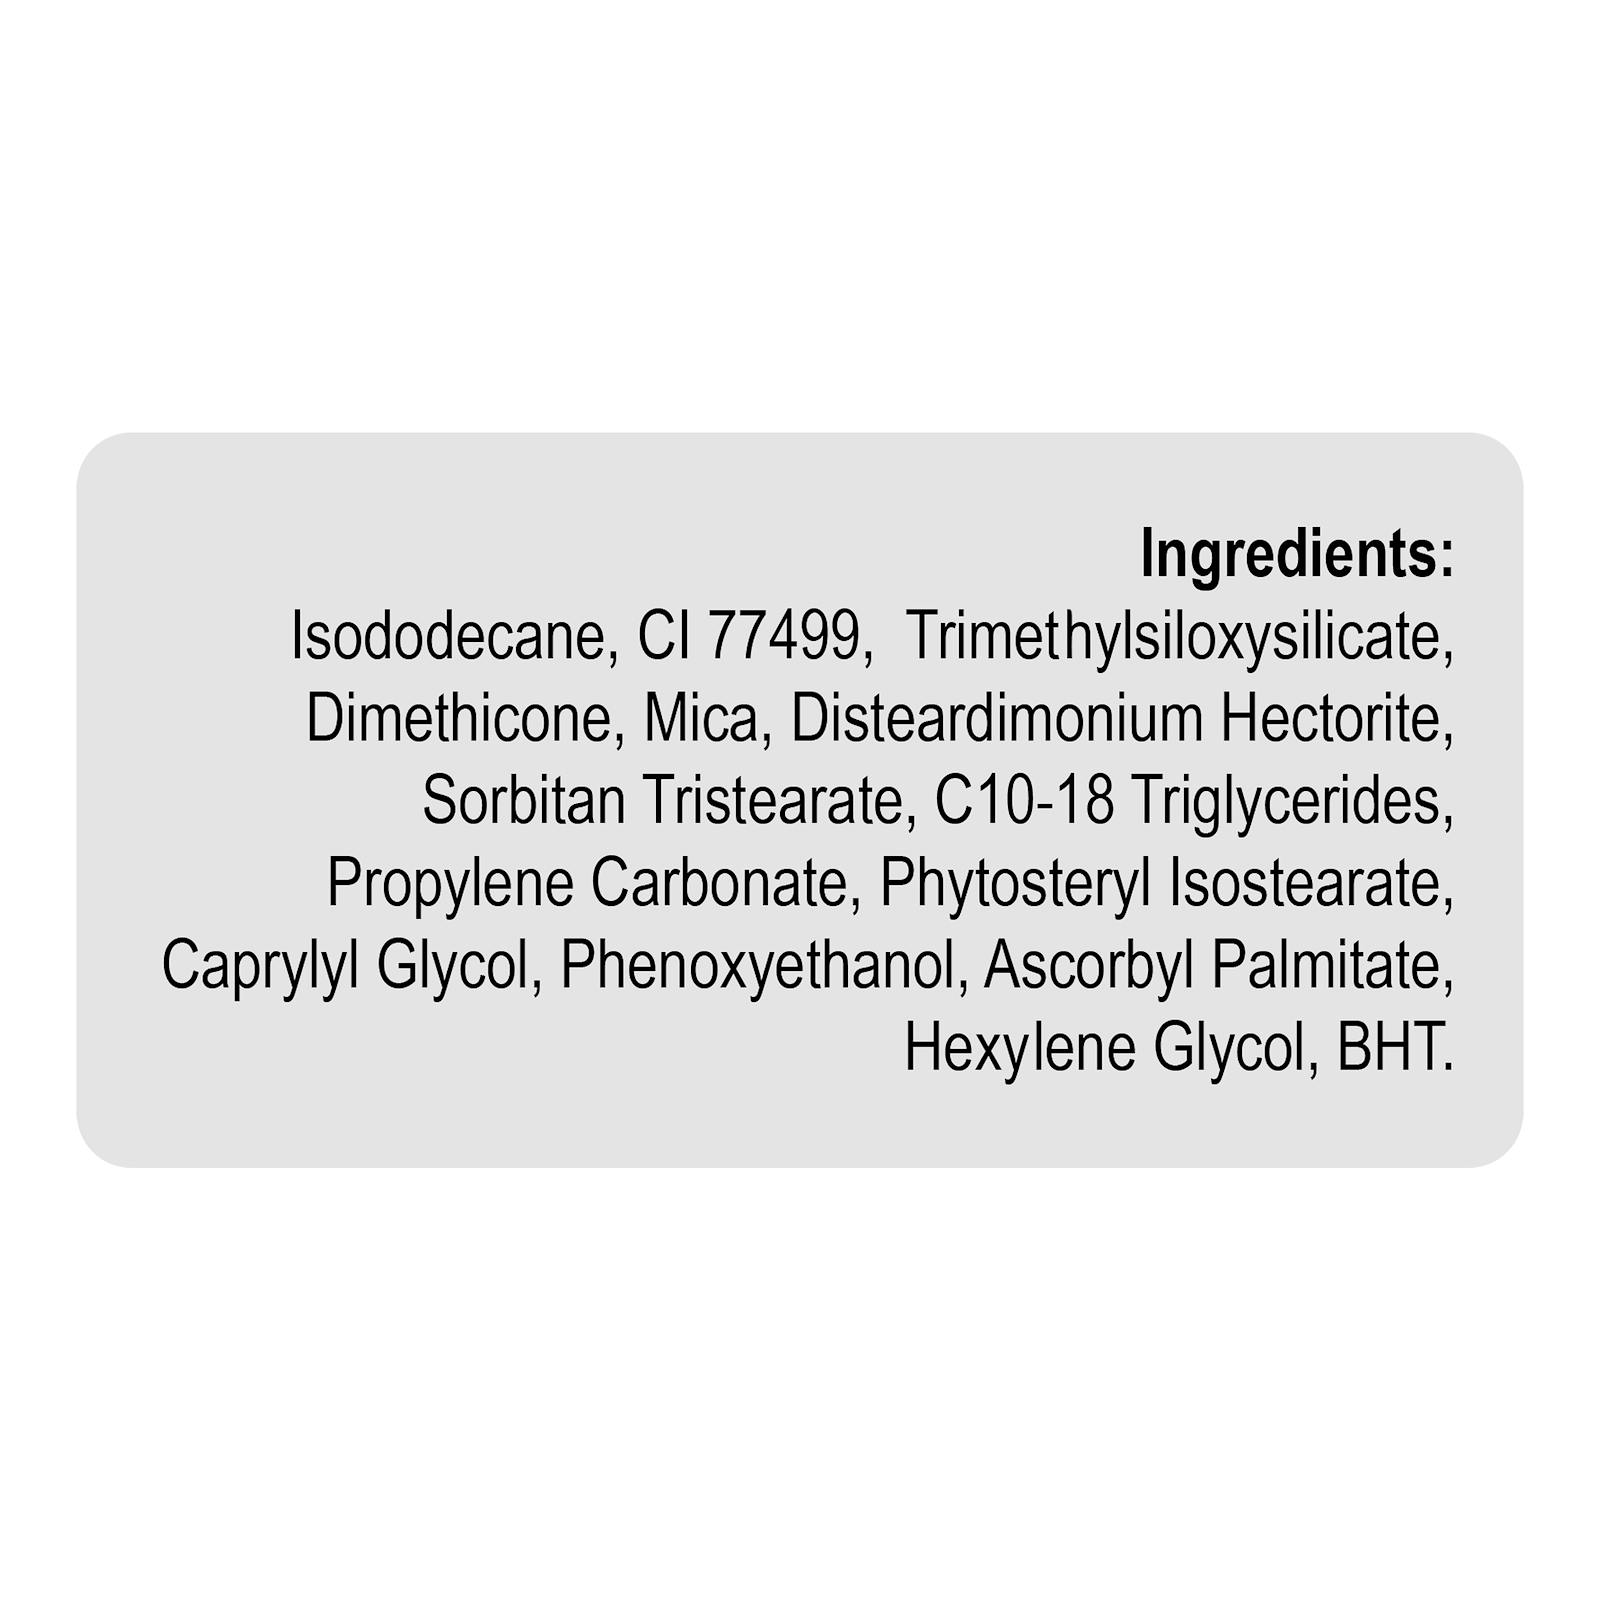 Ingredients:
Isododecane, CI 77499,  Trimethylsiloxysilicate,
Dimethicone, Mica, Disteardimonium Hectorite,
Sorbitan Tristearate, C10-18 Triglycerides,
Propylene Carbonate, Phytosteryl Isostearate,
Caprylyl Glycol, Phenoxyethanol, Ascorbyl Palmitate,
Hexylene Glycol, BHT.